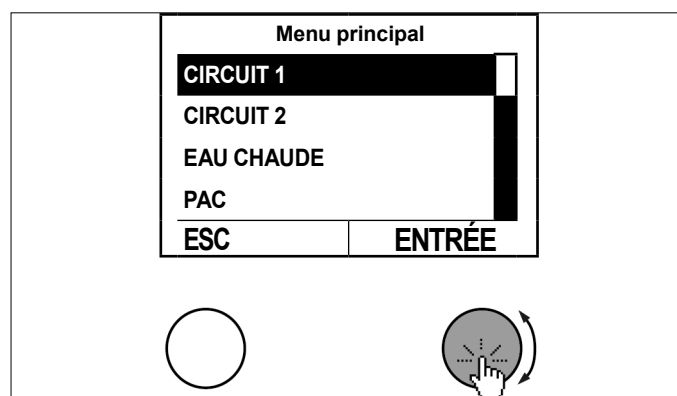 Menu principal
CIRCUIT 1
CIRCUIT 2
EAU CHAUDE
PAC
ESC ENTRÉE